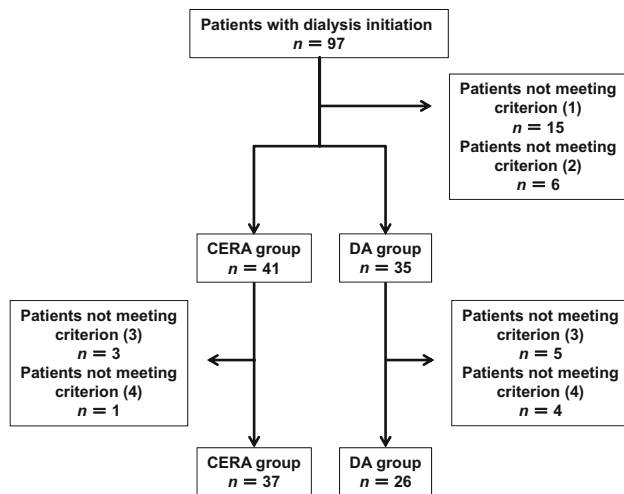 Patients with dialysis initiation
n = 97
Patients not meeting
criterion (1)
n = 15
Patients not meeting
criterion (2)
n = 6
CERA group
n = 41
DA group
n = 35
Patients not meeting
criterion (3)
n = 3
Patients not meeting
criterion (4)
n = 1
Patients not meeting
criterion (3)
n = 5
Patients not meeting
criterion (4)
n = 4
CERA group
n = 37
DA group
n = 26